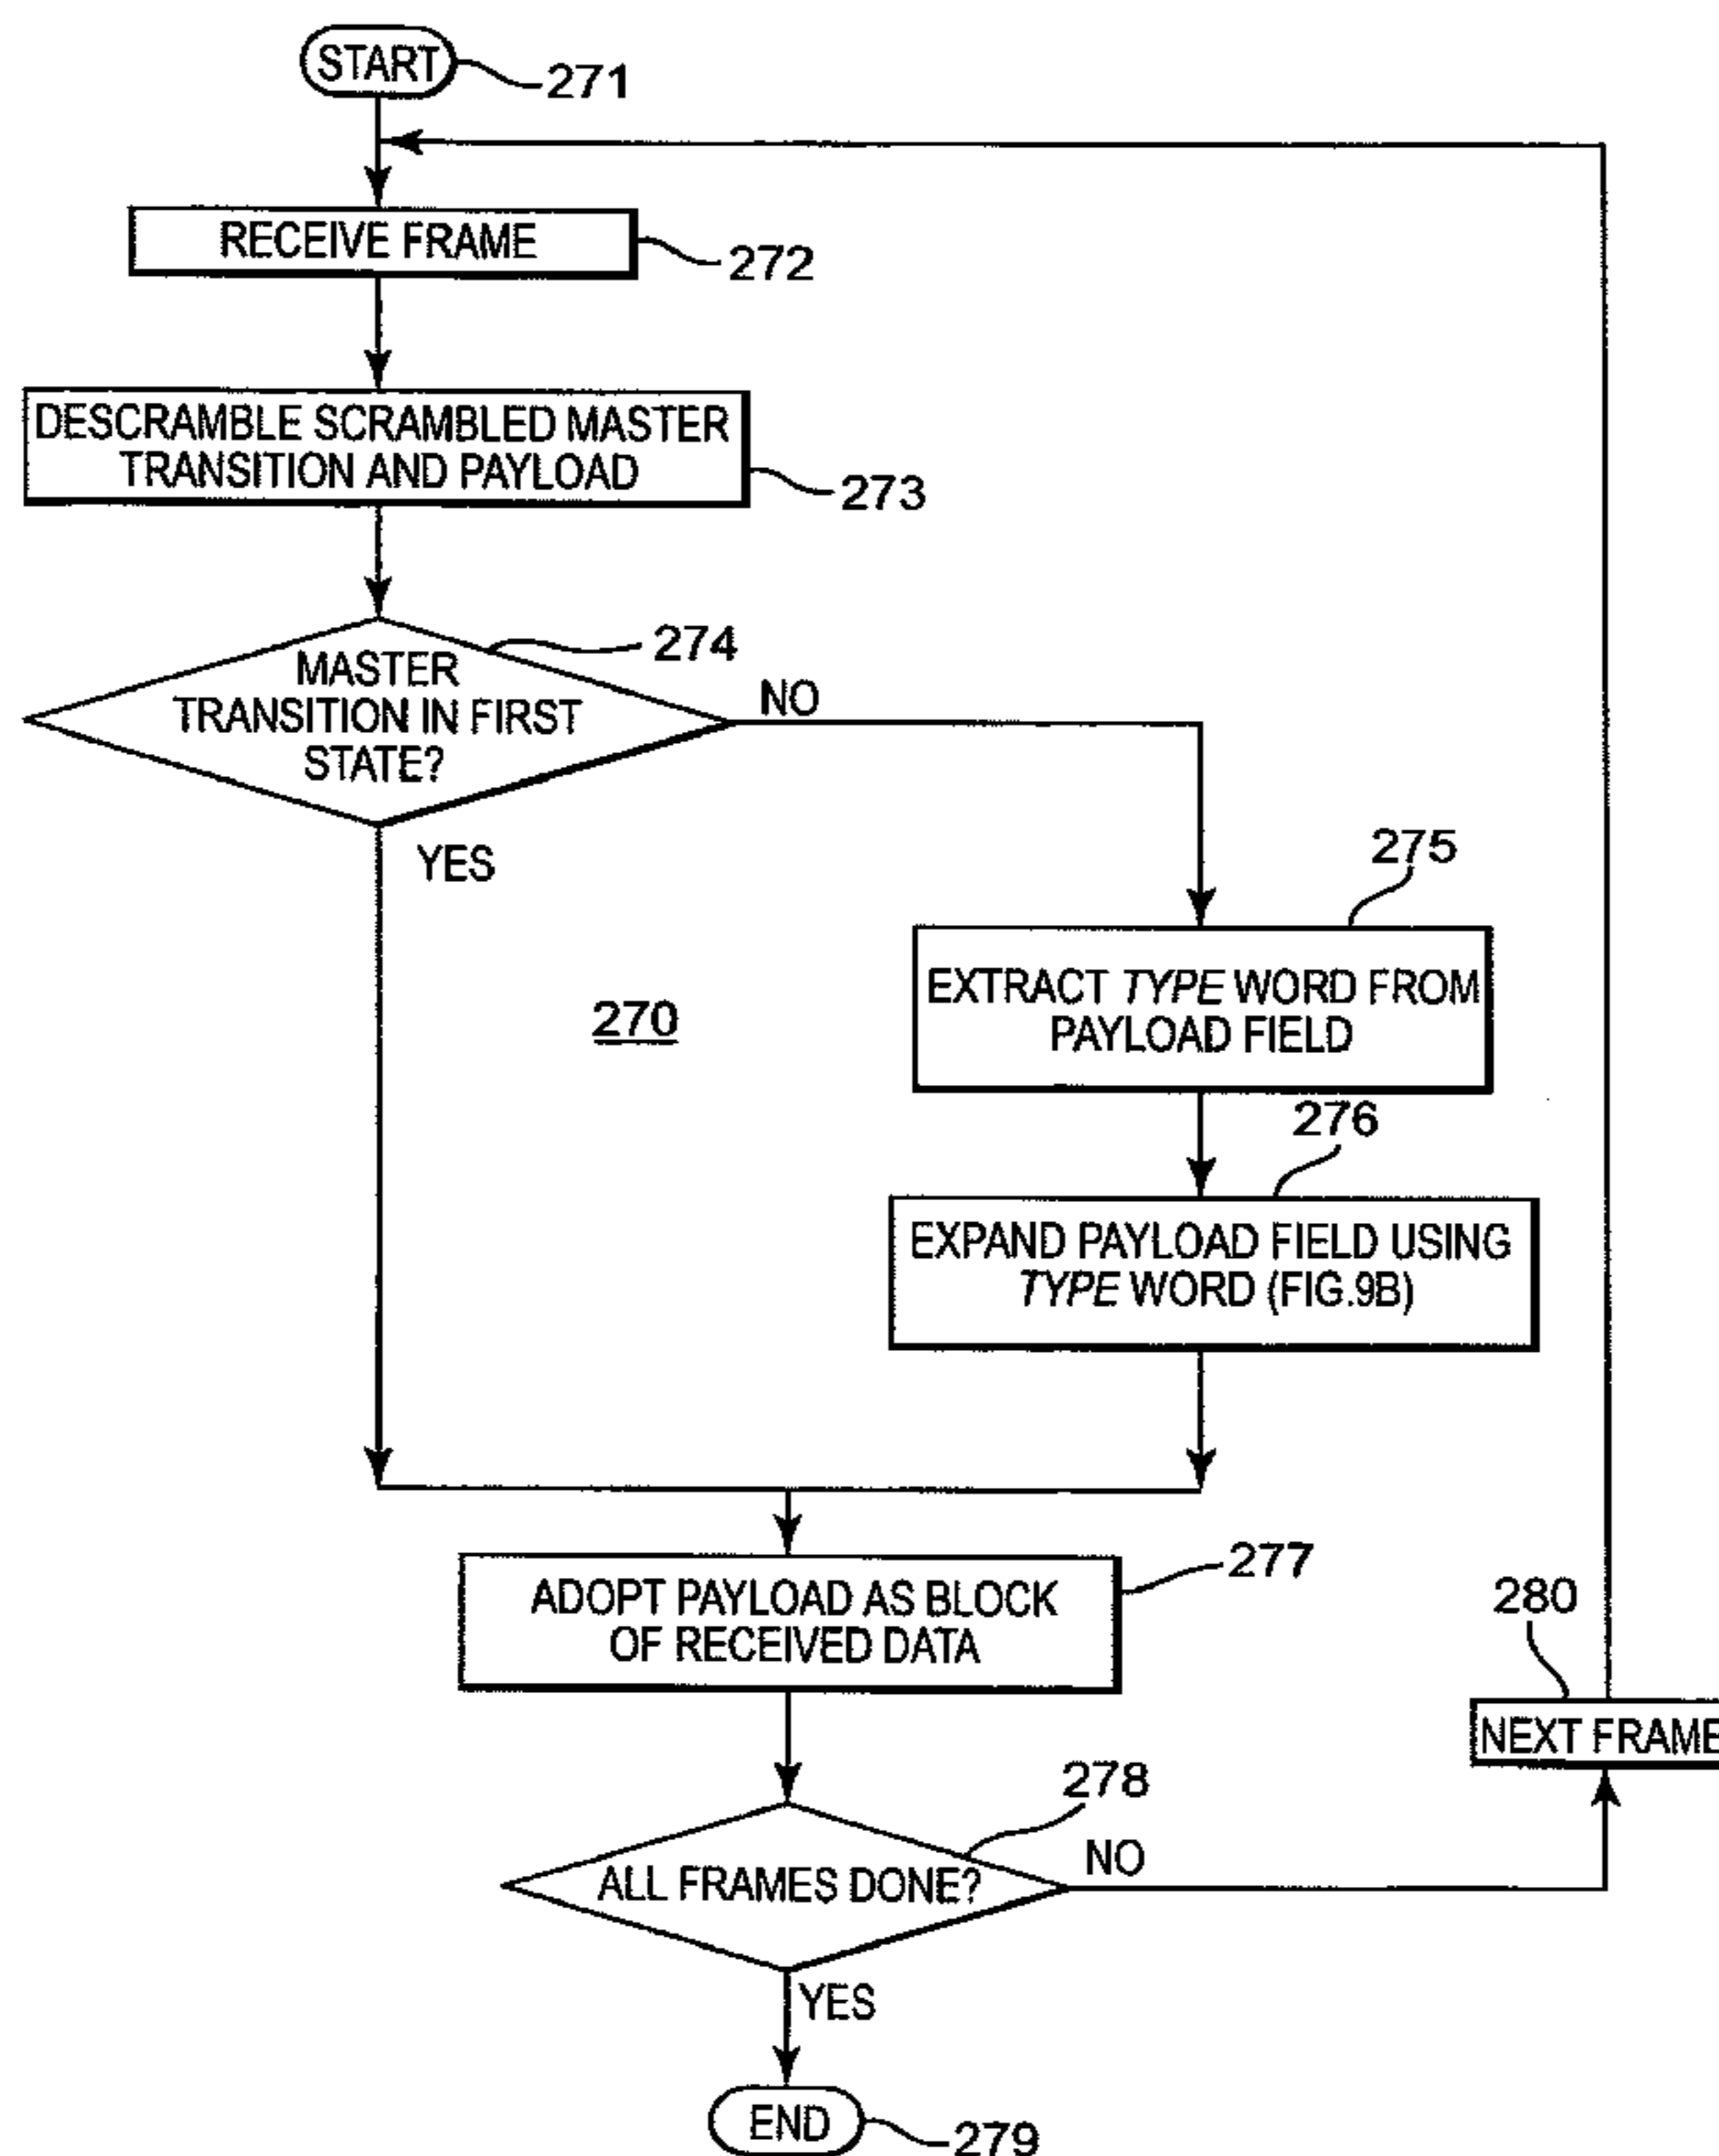 START
271
RECEIVE FRAME
272
DESCRAMBLE SCRAMBLED MASTER
TRANSITION AND PAYLOAD
273
274
MASTER
TRANSITION IN FIRST
STATE?
NO
YES
275
EXTRACT TYPE WORD FROM
PAYLOAD FIELD
270
276
EXPAND PAYLOAD FIELD USING
TYPE WORD (FIG.9B)
277
ADOPT PAYLOAD AS BLOCK
OF RECEIVED DATA
280
NEXT FRAME
278
ALL FRAMES DONE?
NO
YES
END
279